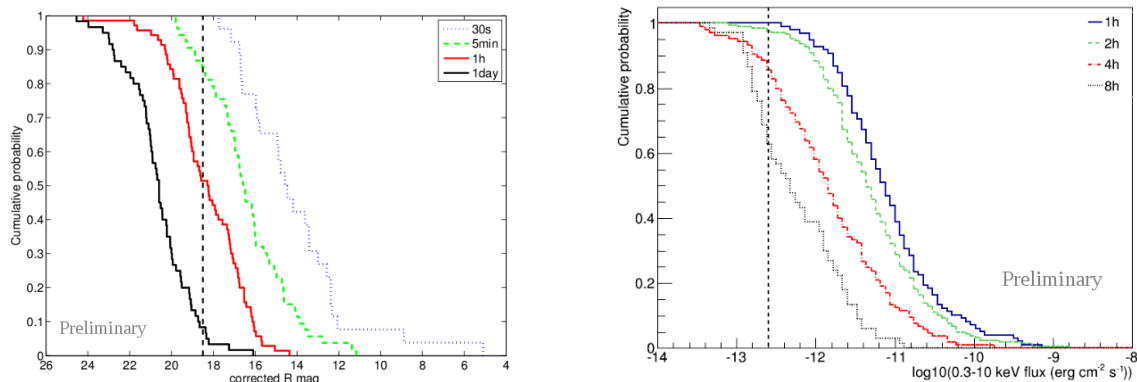 Cumulative probability
1
0.9
0.8
0.7
0.6
0.5
0.4
0.3
0.2
0.1
0
26 24 22 20 18 16 14 12 10 8 6 4
corrected R mag
30s
5min
1h
1day
Preliminary
Cumulative probability
1
0.8
0.6
0.4
0.2
0
-14 -13 -12 -11 -10 -9 -8
log10(0.3-10 keV flux (erg cm⁻² s⁻¹))
1h
2h
4h
8h
Preliminary